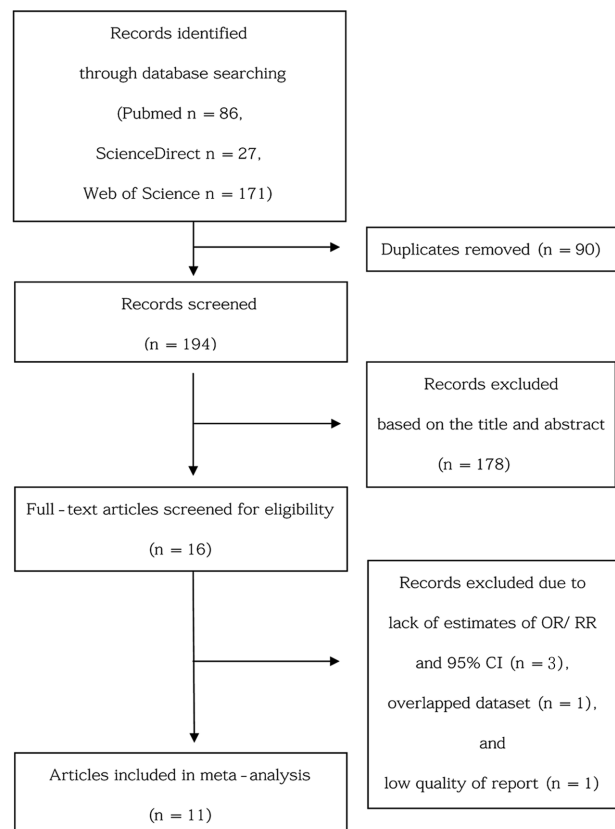 Records identified
through database searching
(Pubmed n = 86,
ScienceDirect n = 27,
Web of Science n = 171)
Duplicates removed (n = 90)
Records screened
(n = 194)
Records excluded
based on the title and abstract
(n = 178)
Full-text articles screened for eligibility
(n = 16)
Records excluded due to
lack of estimates of OR/ RR
and 95% CI (n = 3),
overlapped dataset (n = 1),
and
low quality of report (n = 1)
Articles included in meta-analysis
(n = 11)